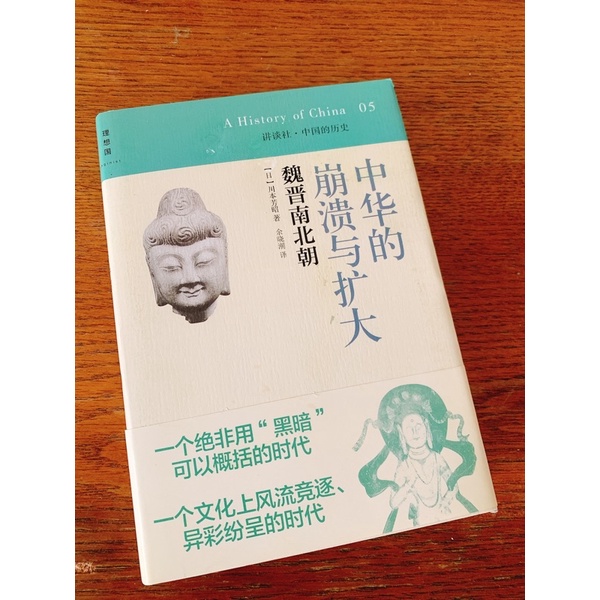 A History of China 05
讲谈社·中国的历史
理想国
中华的
崩溃与扩大
魏晋南北朝
【日】川本芳昭 著
余晓潮 译
一个绝非用“黑暗”
可以概括的时代
一个文化上风流竞逐、
异彩纷呈的时代